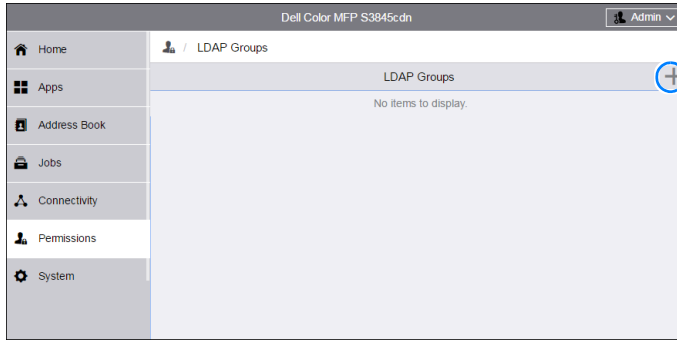 Dell Color MFP S3845cdn
Admin
Home
/ LDAP Groups
Apps
LDAP Groups
No items to display.
Address Book
Jobs
Connectivity
Permissions
System